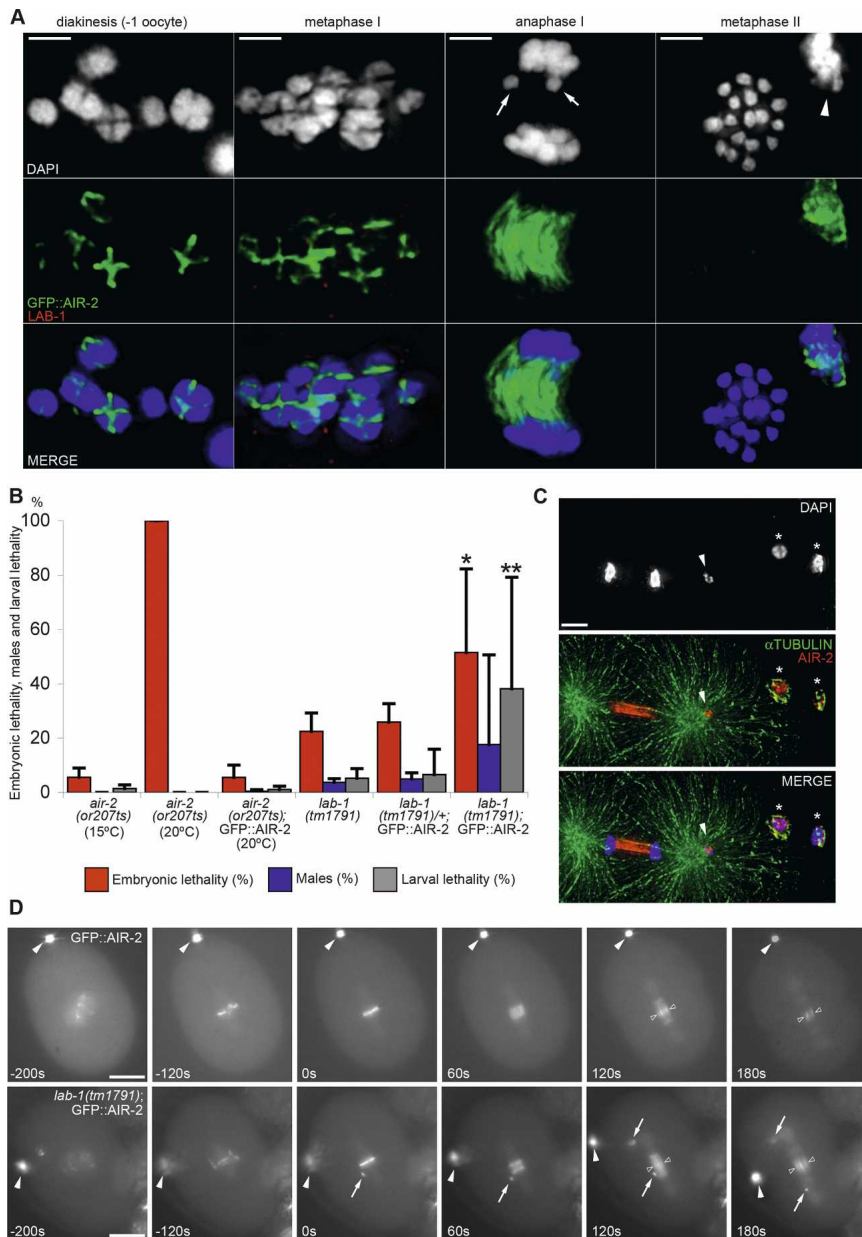 A
diakinesis (-1 oocyte) metaphase I anaphase I metaphase II
DAPI
GFP::AIR-2
LAB-1
MERGE
B
%
100
80
60
40
20
0
Embryonic lethality, males and larval lethality
* **
air-2 (or207ts) (15ºC)
air-2 (or207ts) (20ºC)
air-2 (or207ts); GFP::AIR-2 (20ºC)
lab-1 (tm1791)
lab-1 (tm1791)/+; GFP::AIR-2
lab-1 (tm1791); GFP::AIR-2
Embryonic lethality (%) Males (%) Larval lethality (%)
C
DAPI
* *
αTUBULIN
AIR-2
* *
MERGE
* *
D
GFP::AIR-2
-200s -120s 0s 60s 120s 180s
lab-1(tm1791);
GFP::AIR-2
-200s -120s 0s 60s 120s 180s